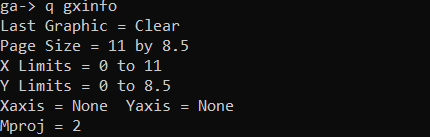 ga-> q gxinfo
Last Graphic = Clear
Page Size = 11 by 8.5
X Limits = 0 to 11
Y Limits = 0 to 8.5
Xaxis = None  Yaxis = None
Mproj = 2